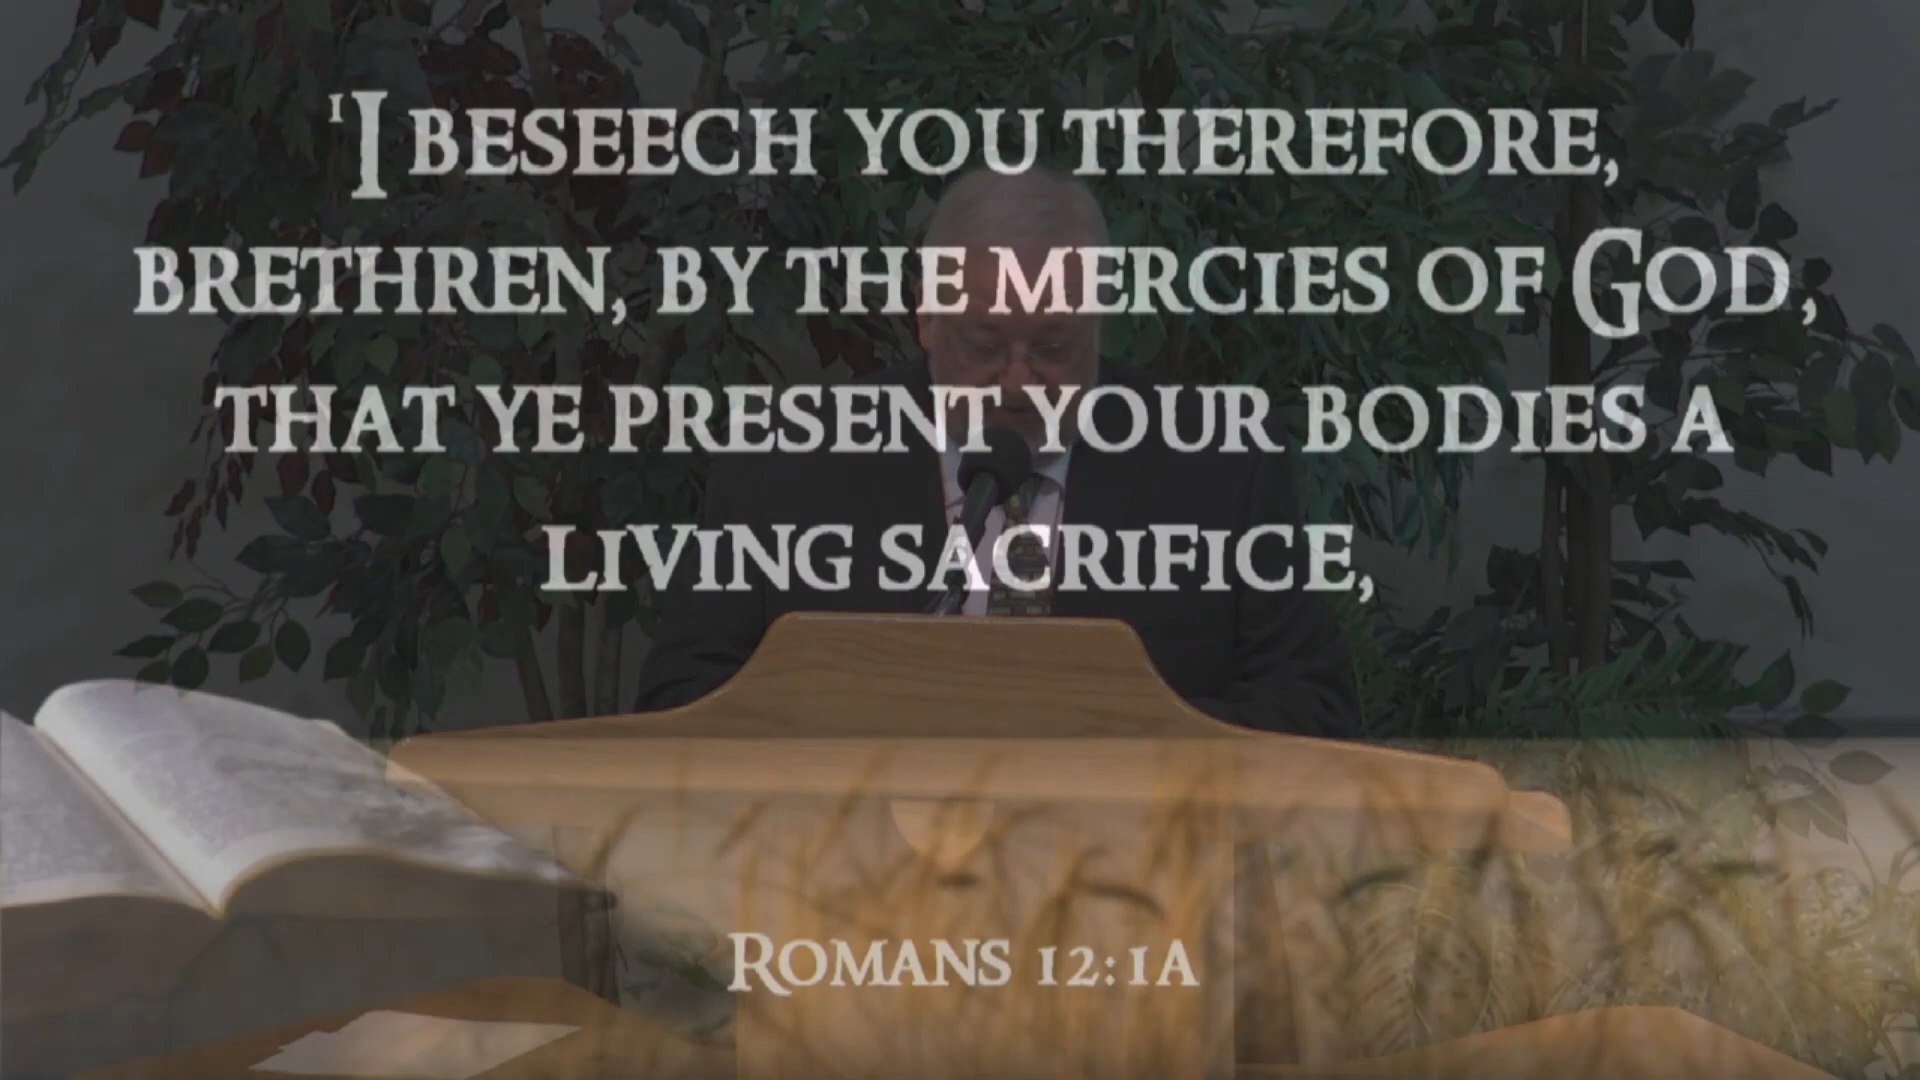 'I BESEECH YOU THEREFORE,
BRETHREN, BY THE MERCIES OF GOD,
THAT YE PRESENT YOUR BODIES A
LIVING SACRIFICE,
ROMANS 12:1A